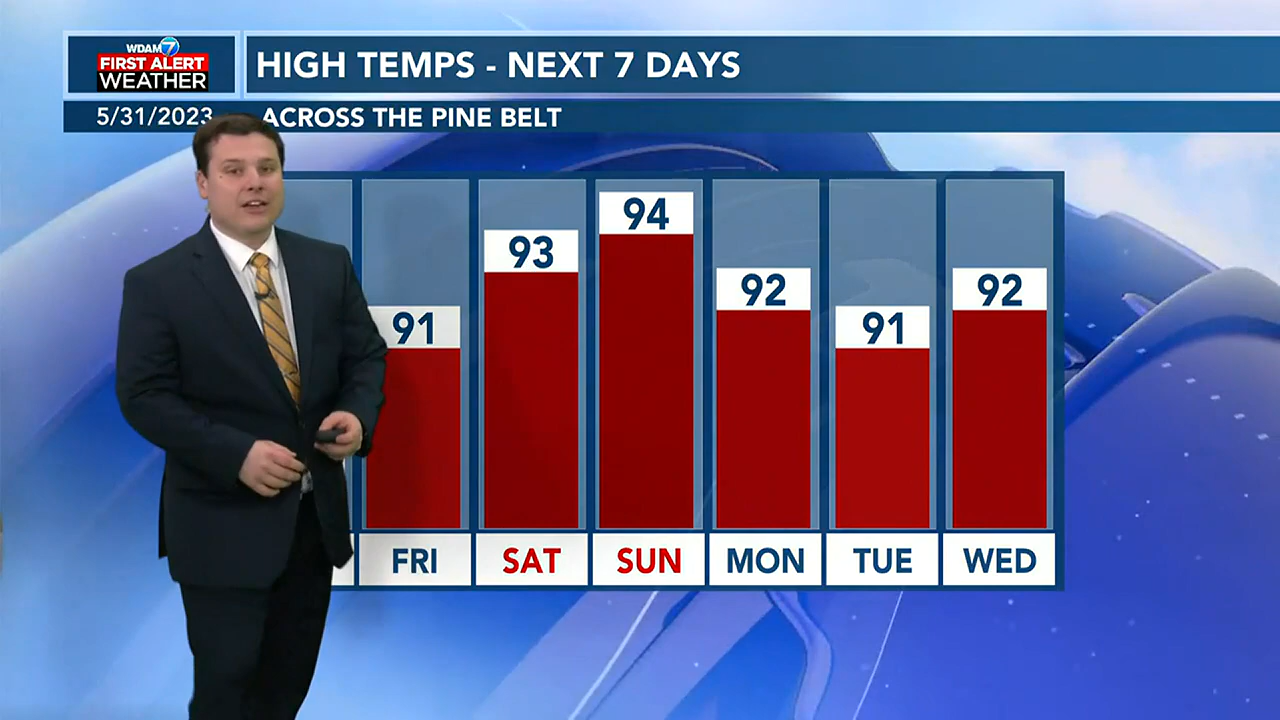 WDAM 7
FIRST ALERT
WEATHER
HIGH TEMPS - NEXT 7 DAYS
5/31/2023
ACROSS THE PINE BELT
91 93 94 92 91 92
FRI SAT SUN MON TUE WED